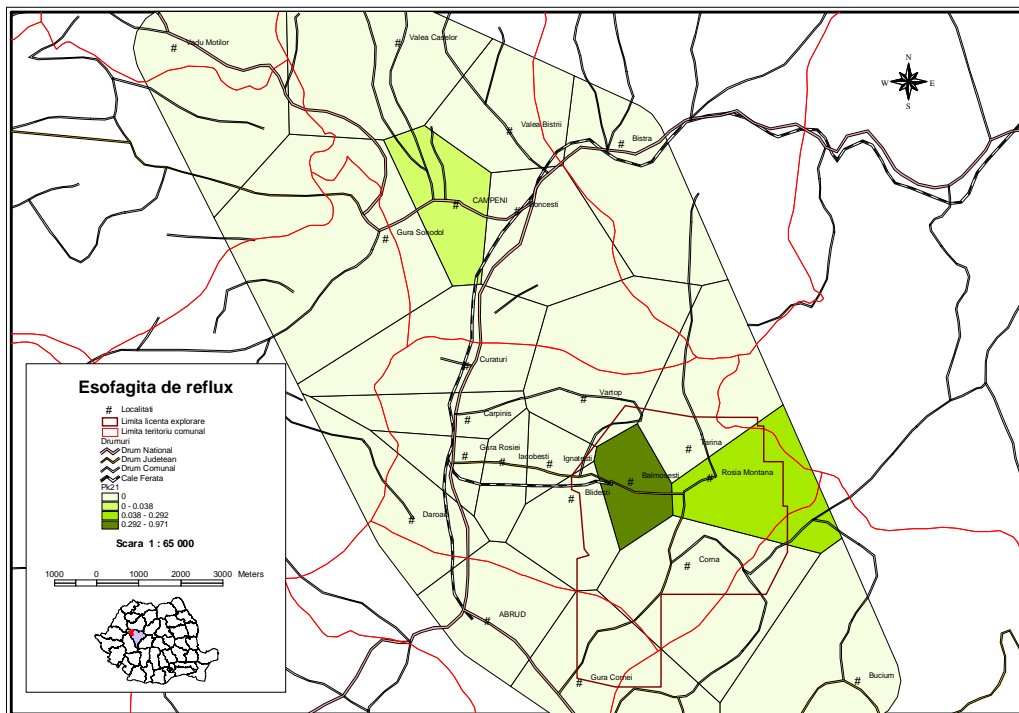 Vadu Motilor
Valea Caselor
N
W E
S
Valea Bistrii
Bistra
CAMPENI
Gura Sohodol
Curaturi
Vartop
Carpinis
Tarina
Gura Rosiei
Iacobesti
Ignatesti
Balmosesti
Rosia Montana
Blidesti
Corna
ABRUD
Gura Cornei
Bucium
Esofagita de reflux
# Localitati
Limita licenta explorare
Limita teritoriu comunal
Drumuri
Drum National
Drum Judetean
Drum Comunal
Cale Ferata
Pk21
0
0 - 0.038
0.038 - 0.292
0.292 - 0.971
Scara 1 : 65 000
1000 0 1000 2000 3000 Meters